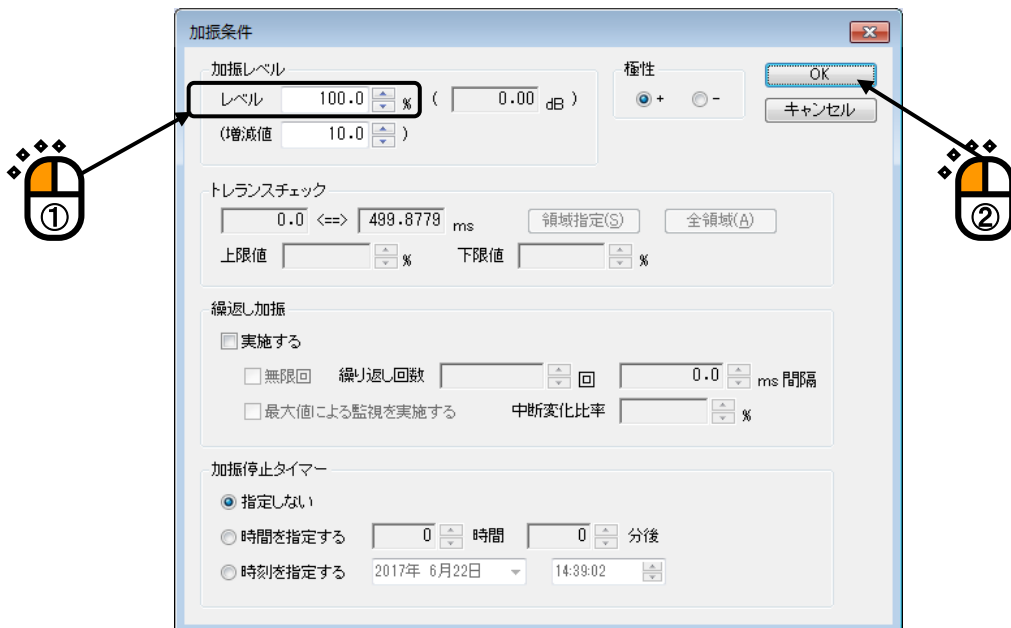 加振条件
加振レベル
レベル 100.0 % ( 0.00 dB )
(増減値 10.0 )
極性
+ -
OK
キャンセル
①
②
トレランスチェック
0.0 <==> 499.8779 ms 領域指定(S) 全領域(A)
上限値 % 下限値 %
繰返し加振
実施する
無限回 繰り返し回数 回 0.0 ms 間隔
最大値による監視を実施する 中断変化比率 %
加振停止タイマー
指定しない
時間を指定する 0 時間 0 分後
時刻を指定する 2017年 6月22日 14:39:02